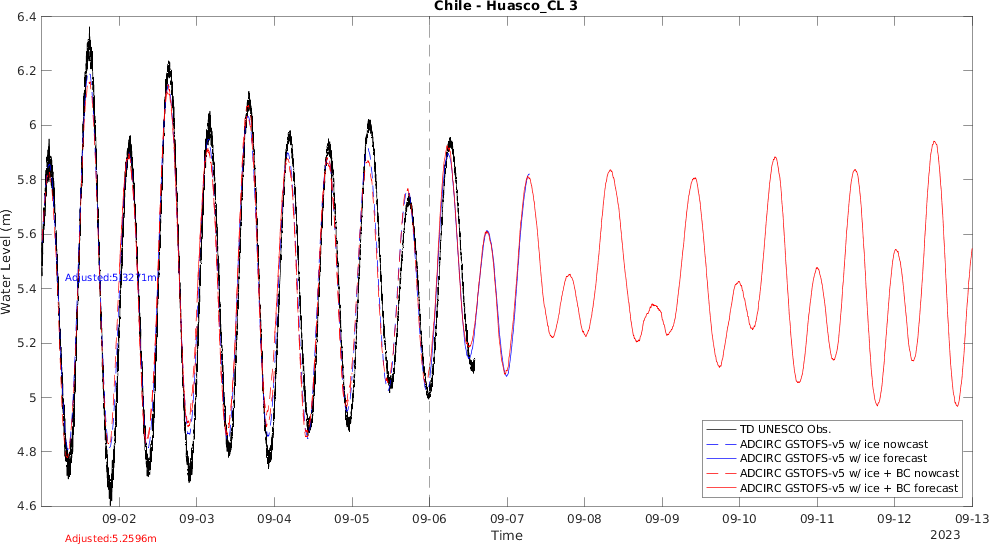 Chile - Huasco_CL 3
6.4
6.2
6
5.8
5.6
5.4
5.2
5
4.8
4.6
Water Level (m)
Adjusted:5.3271m
TD UNESCO Obs.
ADCIRC GSTOFS-v5 w/ ice nowcast
ADCIRC GSTOFS-v5 w/ ice forecast
ADCIRC GSTOFS-v5 w/ ice + BC nowcast
ADCIRC GSTOFS-v5 w/ ice + BC forecast
09-02 09-03 09-04 09-05 09-06 09-07 09-08 09-09 09-10 09-11 09-12 09-13
Adjusted:5.2596m
Time
2023